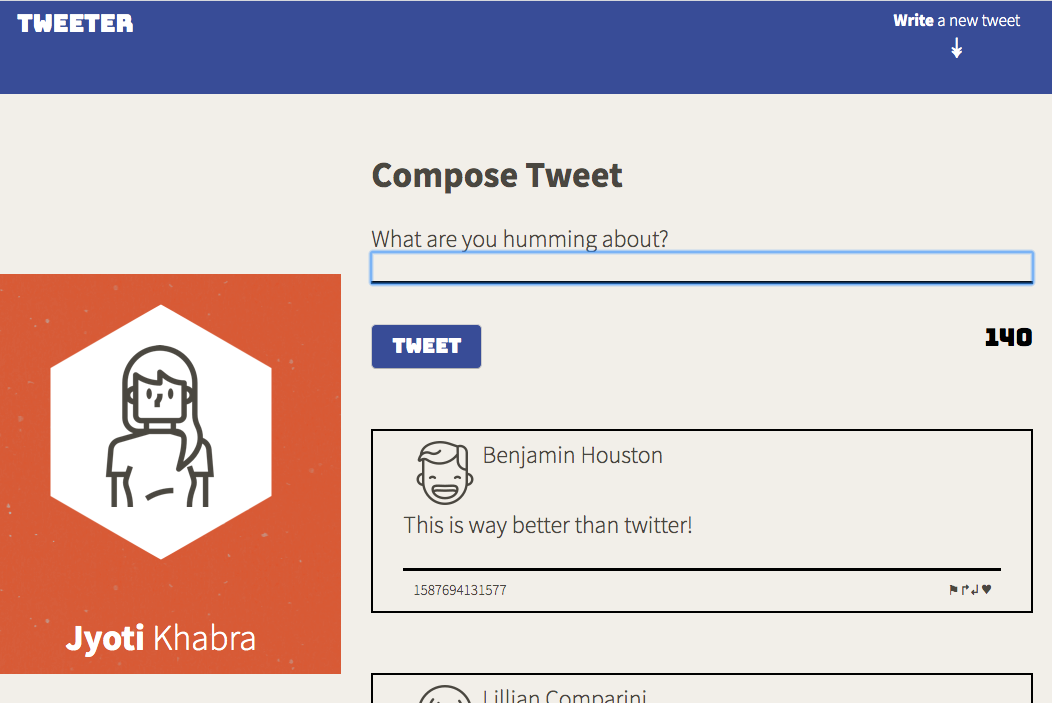 TWEETER
Write a new tweet
Compose Tweet
What are you humming about?
TWEET
140
Jyoti Khabra
Benjamin Houston
This is way better than twitter!
1587694131577
Lillian Comparini